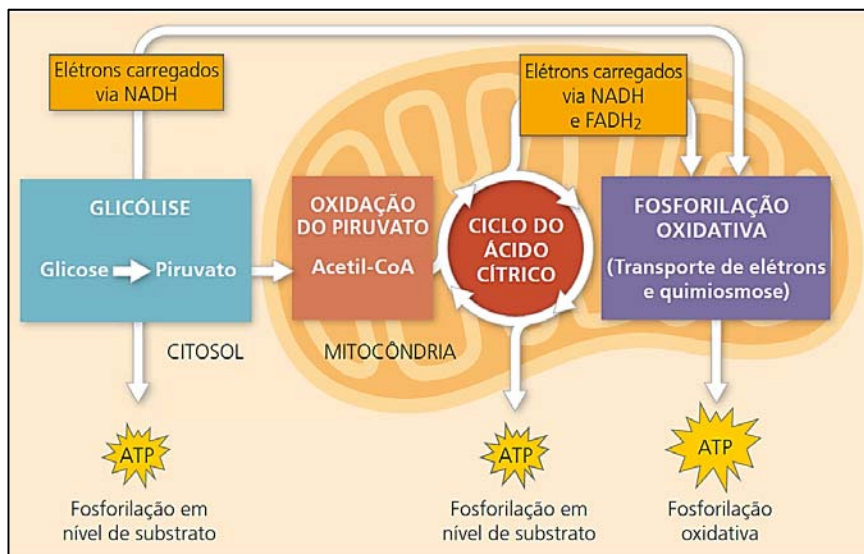 Elétrons carregados
via NADH
Elétrons carregados
via NADH
e FADH₂
GLICÓLISE
Glicose Piruvato
OXIDAÇÃO
DO PIRUVATO
Acetil-CoA
CICLO DO
ÁCIDO
CÍTRICO
FOSFORILAÇÃO
OXIDATIVA
(Transporte de elétrons
e quimiosmose)
CITOSOL
MITOCÔNDRIA
ATP
ATP
ATP
Fosforilação em
nível de substrato
Fosforilação em
nível de substrato
Fosforilação
oxidativa